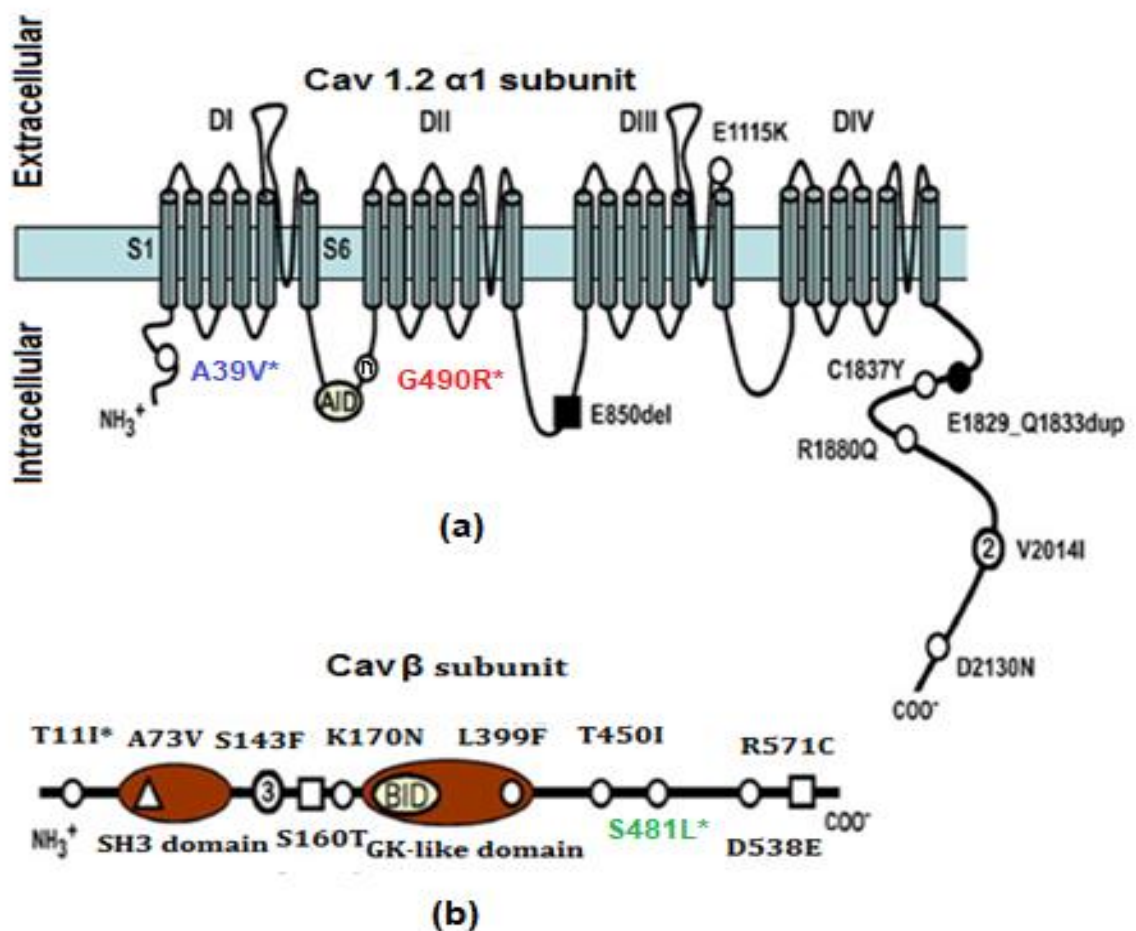 Extracellular
Cav 1.2 α1 subunit
DI
DII
DIII
DIV
E1115K
S1
S6
Intracellular
A39V*
NH₃⁺
AID
n
G490R*
E850del
C1837Y
E1829_Q1833dup
R1880Q
(a)
2
V2014I
D2130N
COO⁻
Cav β subunit
T11I*
A73V
S143F
K170N
L399F
T450I
R571C
3
BID
NH₃⁺
SH3 domain
S160T
GK-like domain
S481L*
D538E
COO⁻
(b)